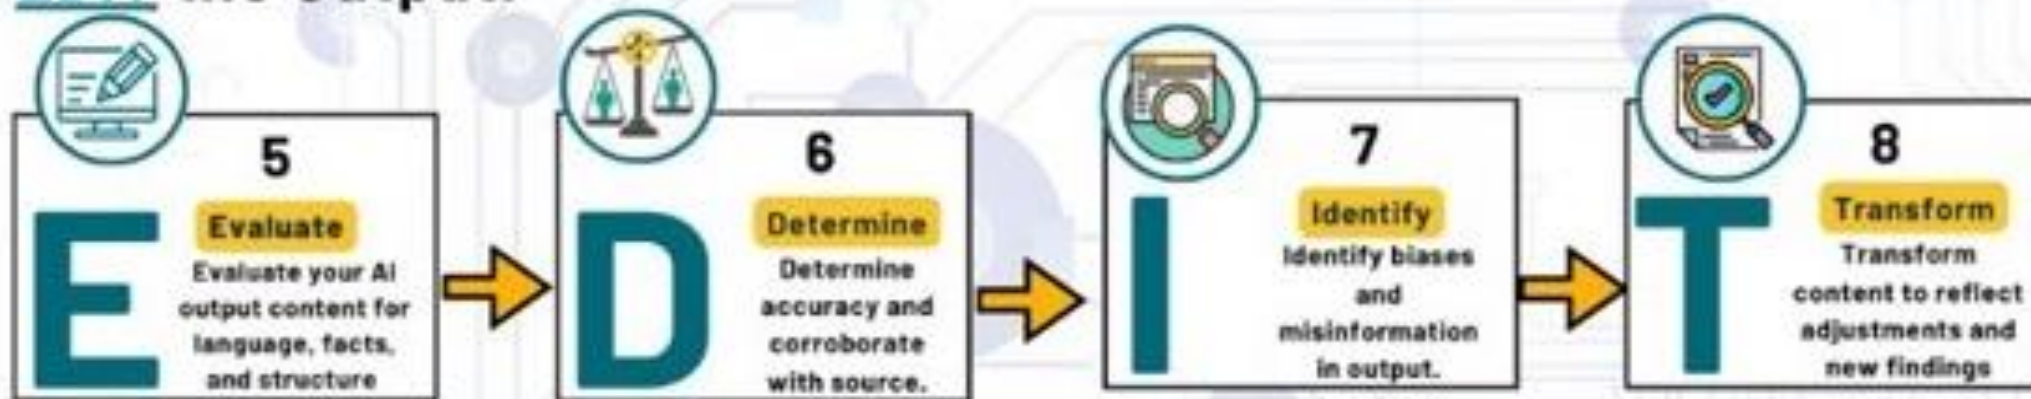 the output:
5
E
Evaluate
Evaluate your AI
output content for
language, facts,
and structure
6
D
Determine
Determine
accuracy and
corroborate
with source.
7
I
Identify
Identify biases
and
misinformation
in output.
8
T
Transform
Transform
content to reflect
adjustments and
new findings